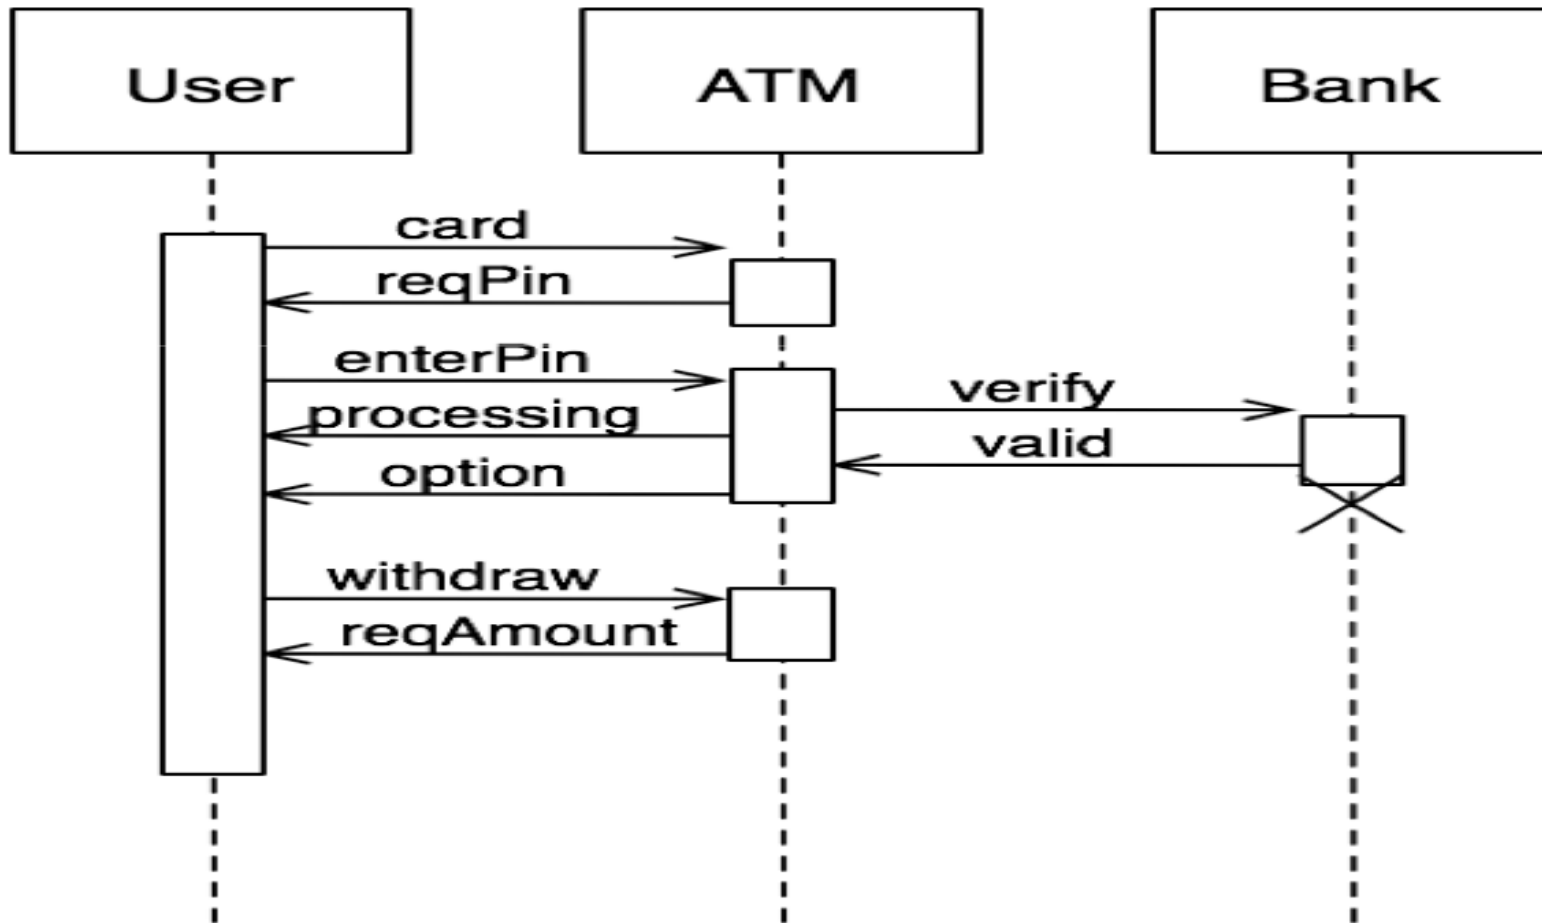 User
ATM
Bank
card
reqPin
enterPin
verify
processing
valid
option
withdraw
reqAmount